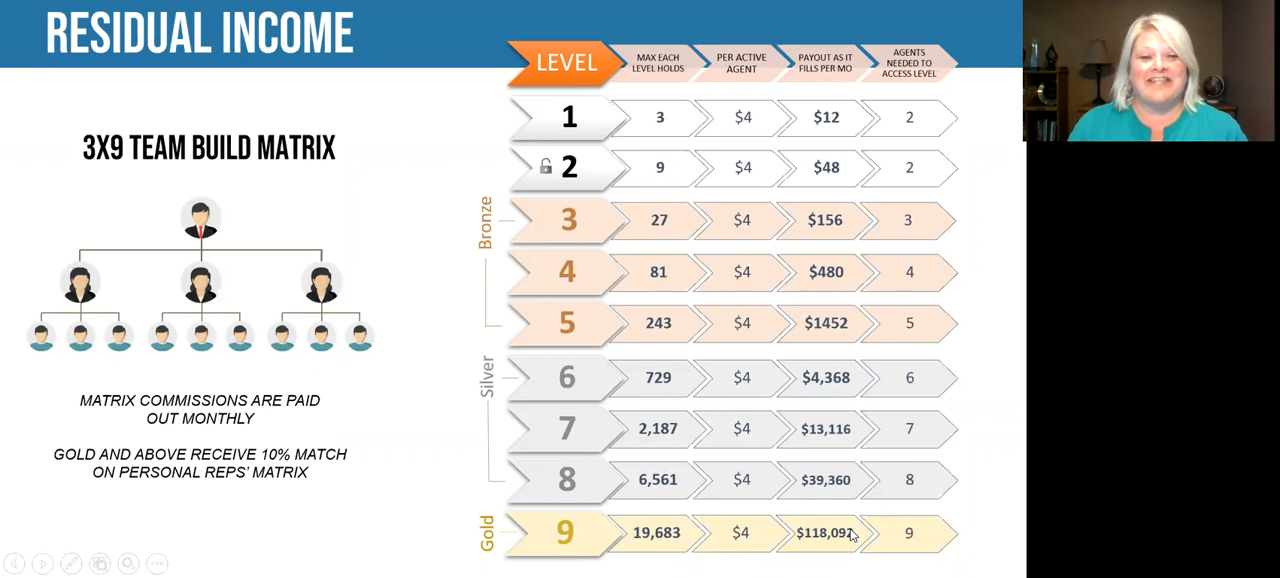 RESIDUAL INCOME
3X9 TEAM BUILD MATRIX
MATRIX COMMISSIONS ARE PAID
OUT MONTHLY
GOLD AND ABOVE RECEIVE 10% MATCH
ON PERSONAL REPS' MATRIX
LEVEL
MAX EACH
LEVEL HOLDS
PER ACTIVE
AGENT
PAYOUT AS IT
FILLS PER MO
AGENTS
NEEDED TO
ACCESS LEVEL
1 3 $4 $12 2
2 9 $4 $48 2
Bronze
3 27 $4 $156 3
4 81 $4 $480 4
5 243 $4 $1452 5
Silver
6 729 $4 $4,368 6
7 2,187 $4 $13,116 7
8 6,561 $4 $39,360 8
Gold
9 19,683 $4 $118,092 9